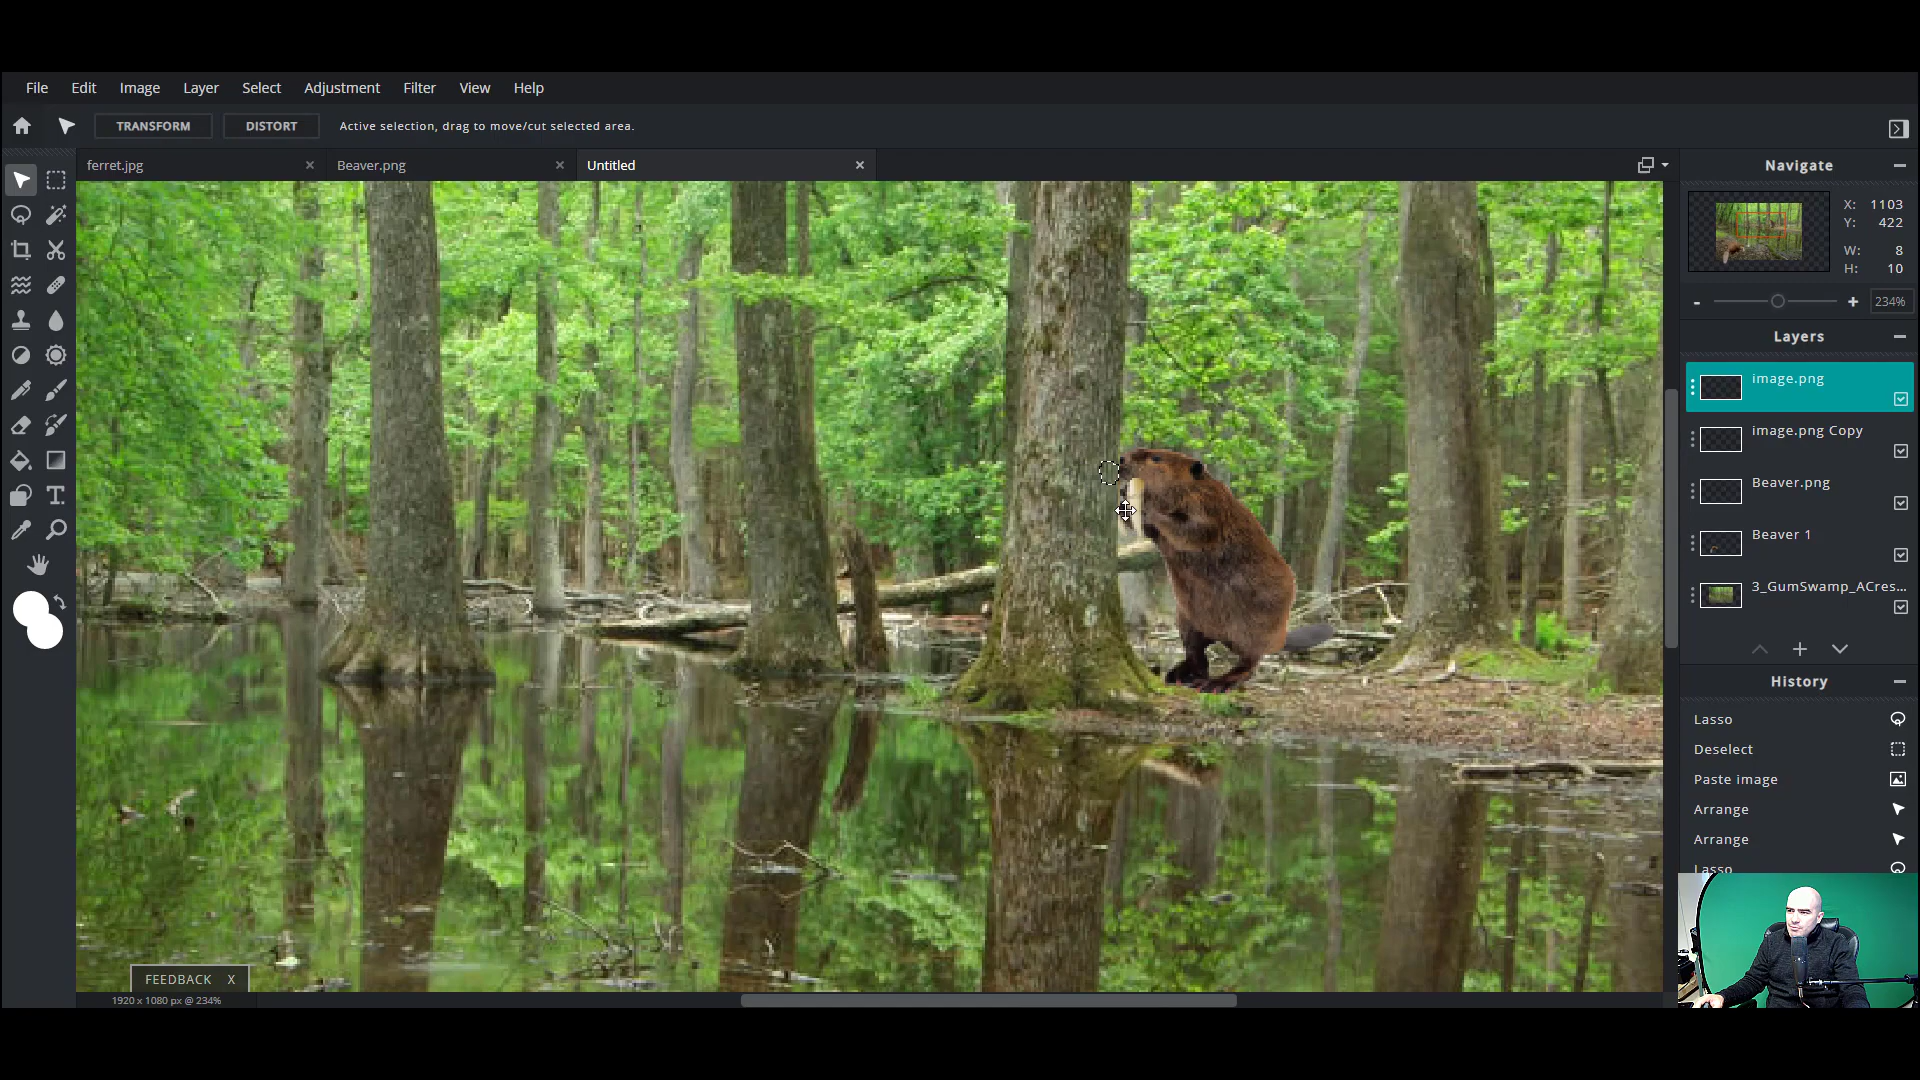 File Edit Image Layer Select Adjustment Filter View Help
TRANSFORM DISTORT Active selection, drag to move/cut selected area.
ferret.jpg Beaver.png Untitled
Navigate
X: 1103
Y: 422
W: 8
H: 10
234%
Layers
image.png
image.png Copy
Beaver.png
Beaver 1
3_GumSwamp_ACres...
History
Lasso
Deselect
Paste image
Arrange
Arrange
Lasso
FEEDBACK X
1920 x 1080 px @ 234%